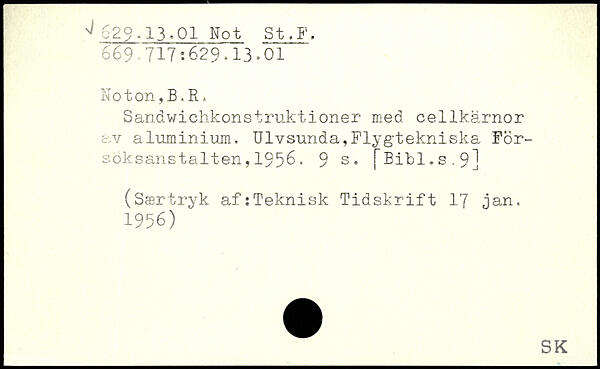 √ 629.13.01 Not St.F.
669.717:629.13.01
Noton,B.R.
Sandwichkonstruktioner med cellkärnor
av aluminium. Ulvsunda,Flygtekniska För-
söksanstalten,1956. 9 s. [Bibl.s.9]
(Særtryk af:Teknisk Tidskrift 17 jan.
1956)
SK